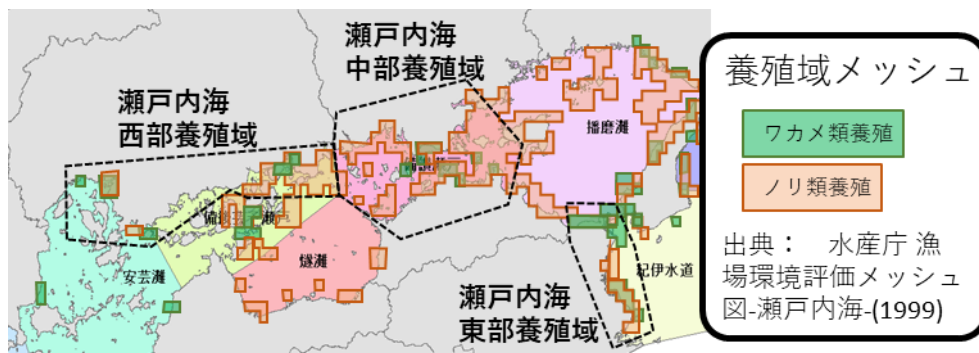 瀬戸内海
中部養殖域
瀬戸内海
西部養殖域
播磨灘
安芸灘
燧灘
紀伊水道
瀬戸内海
東部養殖域
養殖域メッシュ
ワカメ類養殖
ノリ類養殖
出典： 水産庁 漁
場環境評価メッシュ
図-瀬戸内海-(1999)